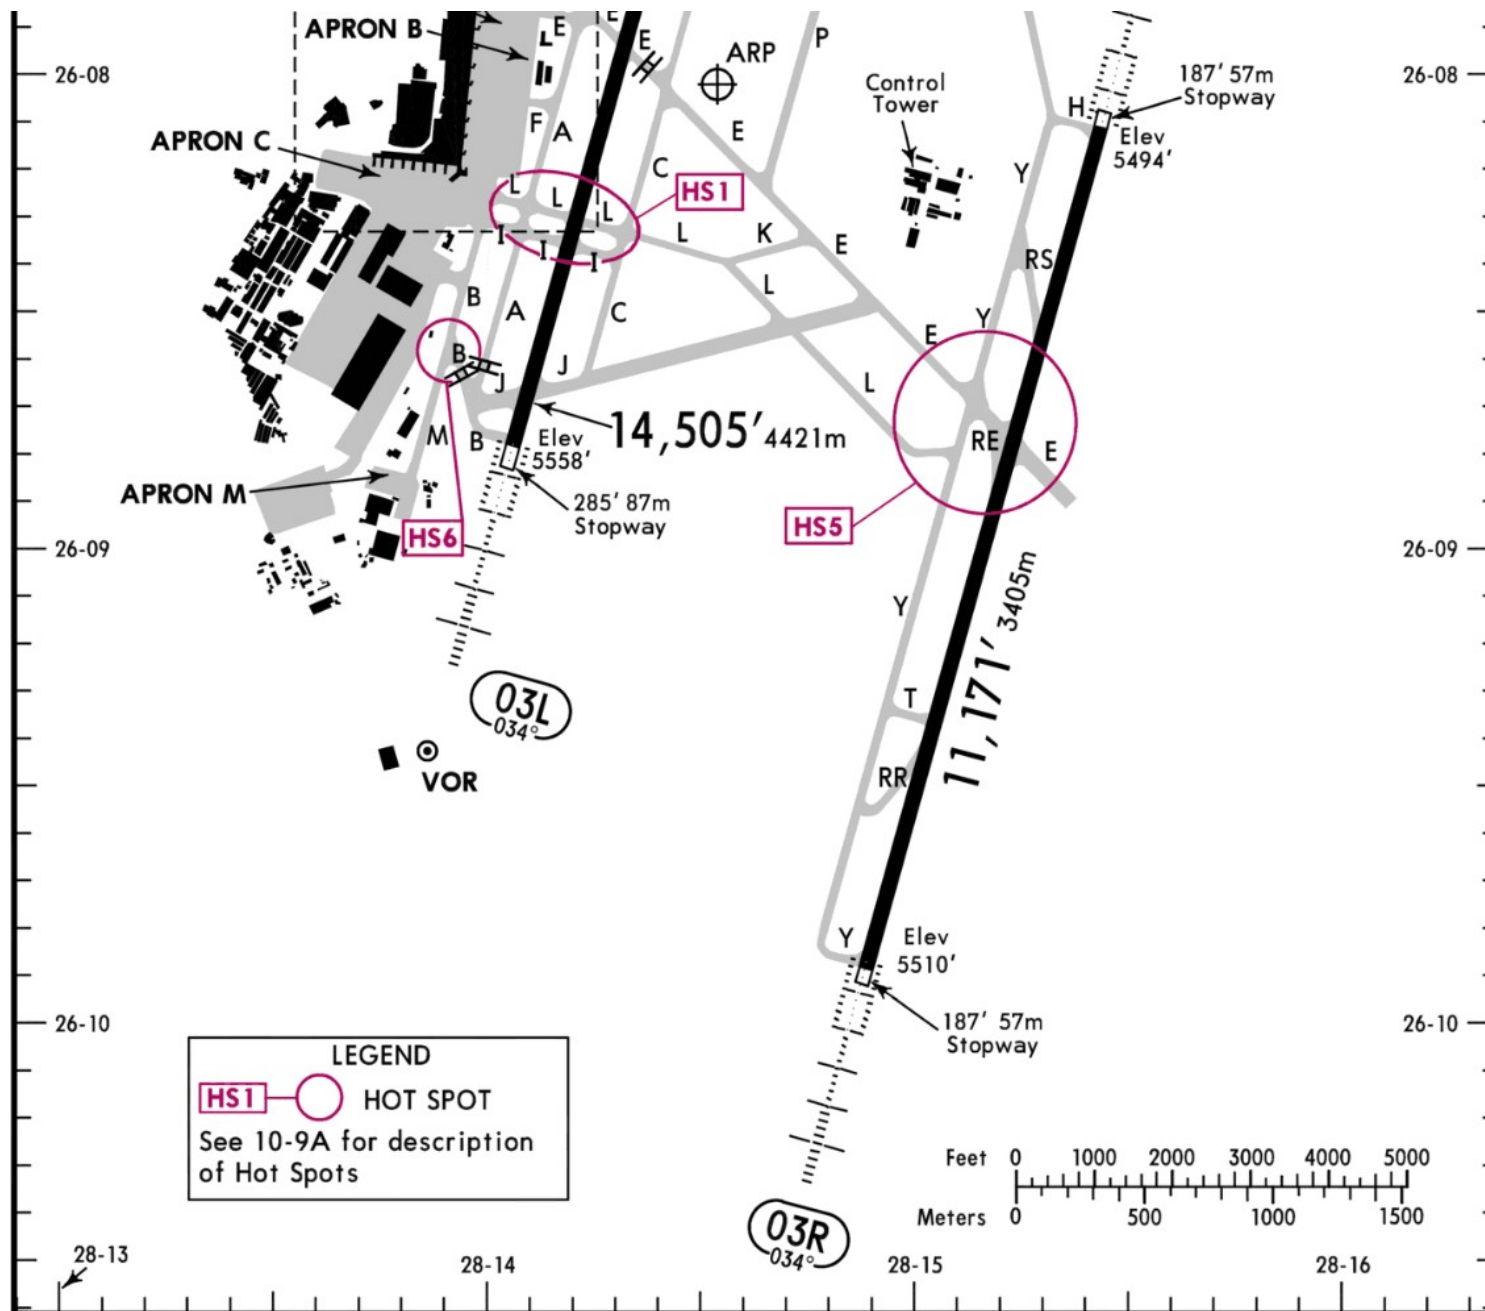 E
E
E
P
APRON B
ARP
26-08
26-08
187' 57m
Stopway
Control
Tower
H
Elev
5494'
F
A
E
APRON C
C
Y
L
L
L
HS1
I
I
I
L
K
E
RS
L
B
A
C
Y
E
B
J
J
L
14,505' 4421m
M
B
Elev
5558'
RE
E
APRON M
285' 87m
Stopway
HS5
HS6
26-09
26-09
Y
11,171' 3405m
03L
034°
T
VOR
RR
Y
Elev
5510'
26-10
26-10
187' 57m
Stopway
LEGEND
HS1
HOT SPOT
See 10-9A for description
of Hot Spots
Feet 0 1000 2000 3000 4000 5000
Meters 0 500 1000 1500
03R
034°
28-13
28-14
28-15
28-16